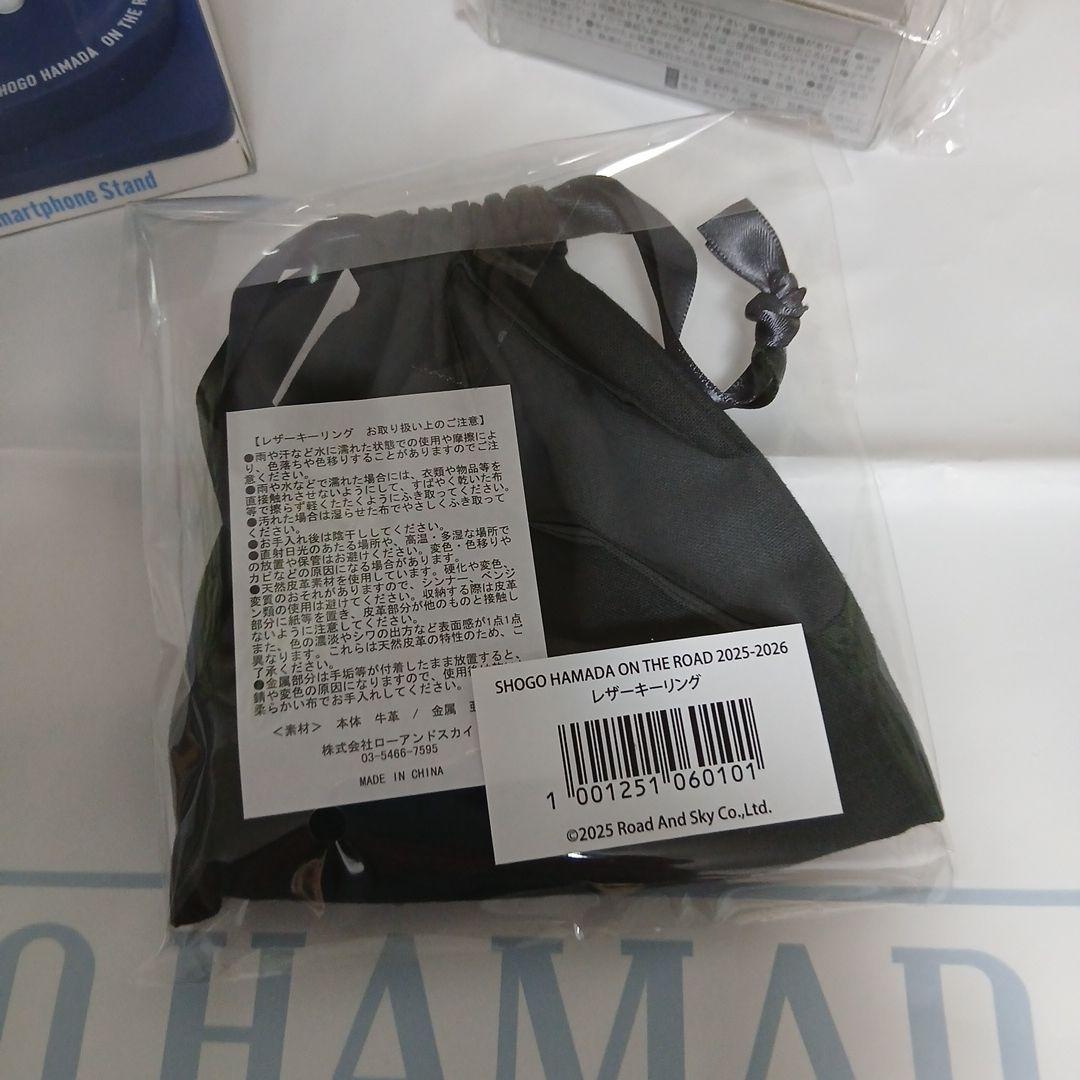 SHOGO HAMADA ON THE R
martphone Stand
【レザーキーリング お取り扱い上のご注意】
●雨や汗など水に濡れた状態での使用や摩擦によ
り、色落ちや色移りすることがありますのでご注
意ください。
●雨や水などで濡れた場合には、衣類や物品等を
直接触れさせないようにして、すばやく乾いた布
等で擦らず軽くたたくようにふき取ってください。
●汚れた場合は湿らせた布でやさしくふき取って
ください。
●お手入れ後は陰干ししてください。
●直射日光のあたる場所や、高温・多湿な場所で
の放置や保管はお避けください。変色・色移りや
カビなどの原因になる場合があります。
●天然皮革素材を使用しています。硬化や変色、
変質のおそれがありますので、シンナー、ベンジ
ン類の使用は避けてください。収納する際は皮革
部分に紙等を置き、皮革部分が他のものと接触し
ないように注意してください。
また、色の濃淡やシワの出方など表面感が1点1点
異なります。これらは天然皮革の特性のため、ご
了承ください。
●金属部分は手垢等が付着したまま放置すると、
錆や変色の原因になりますので、使用後は
柔らかい布でお手入れしてください。
＜素材＞ 本体 牛革 / 金属
株式会社ローアンドスカイ
03-5466-7595
MADE IN CHINA
SHOGO HAMADA ON THE ROAD 2025-2026
レザーキーリング
1 001251 060101
©2025 Road And Sky Co.,Ltd.
O HAMAD